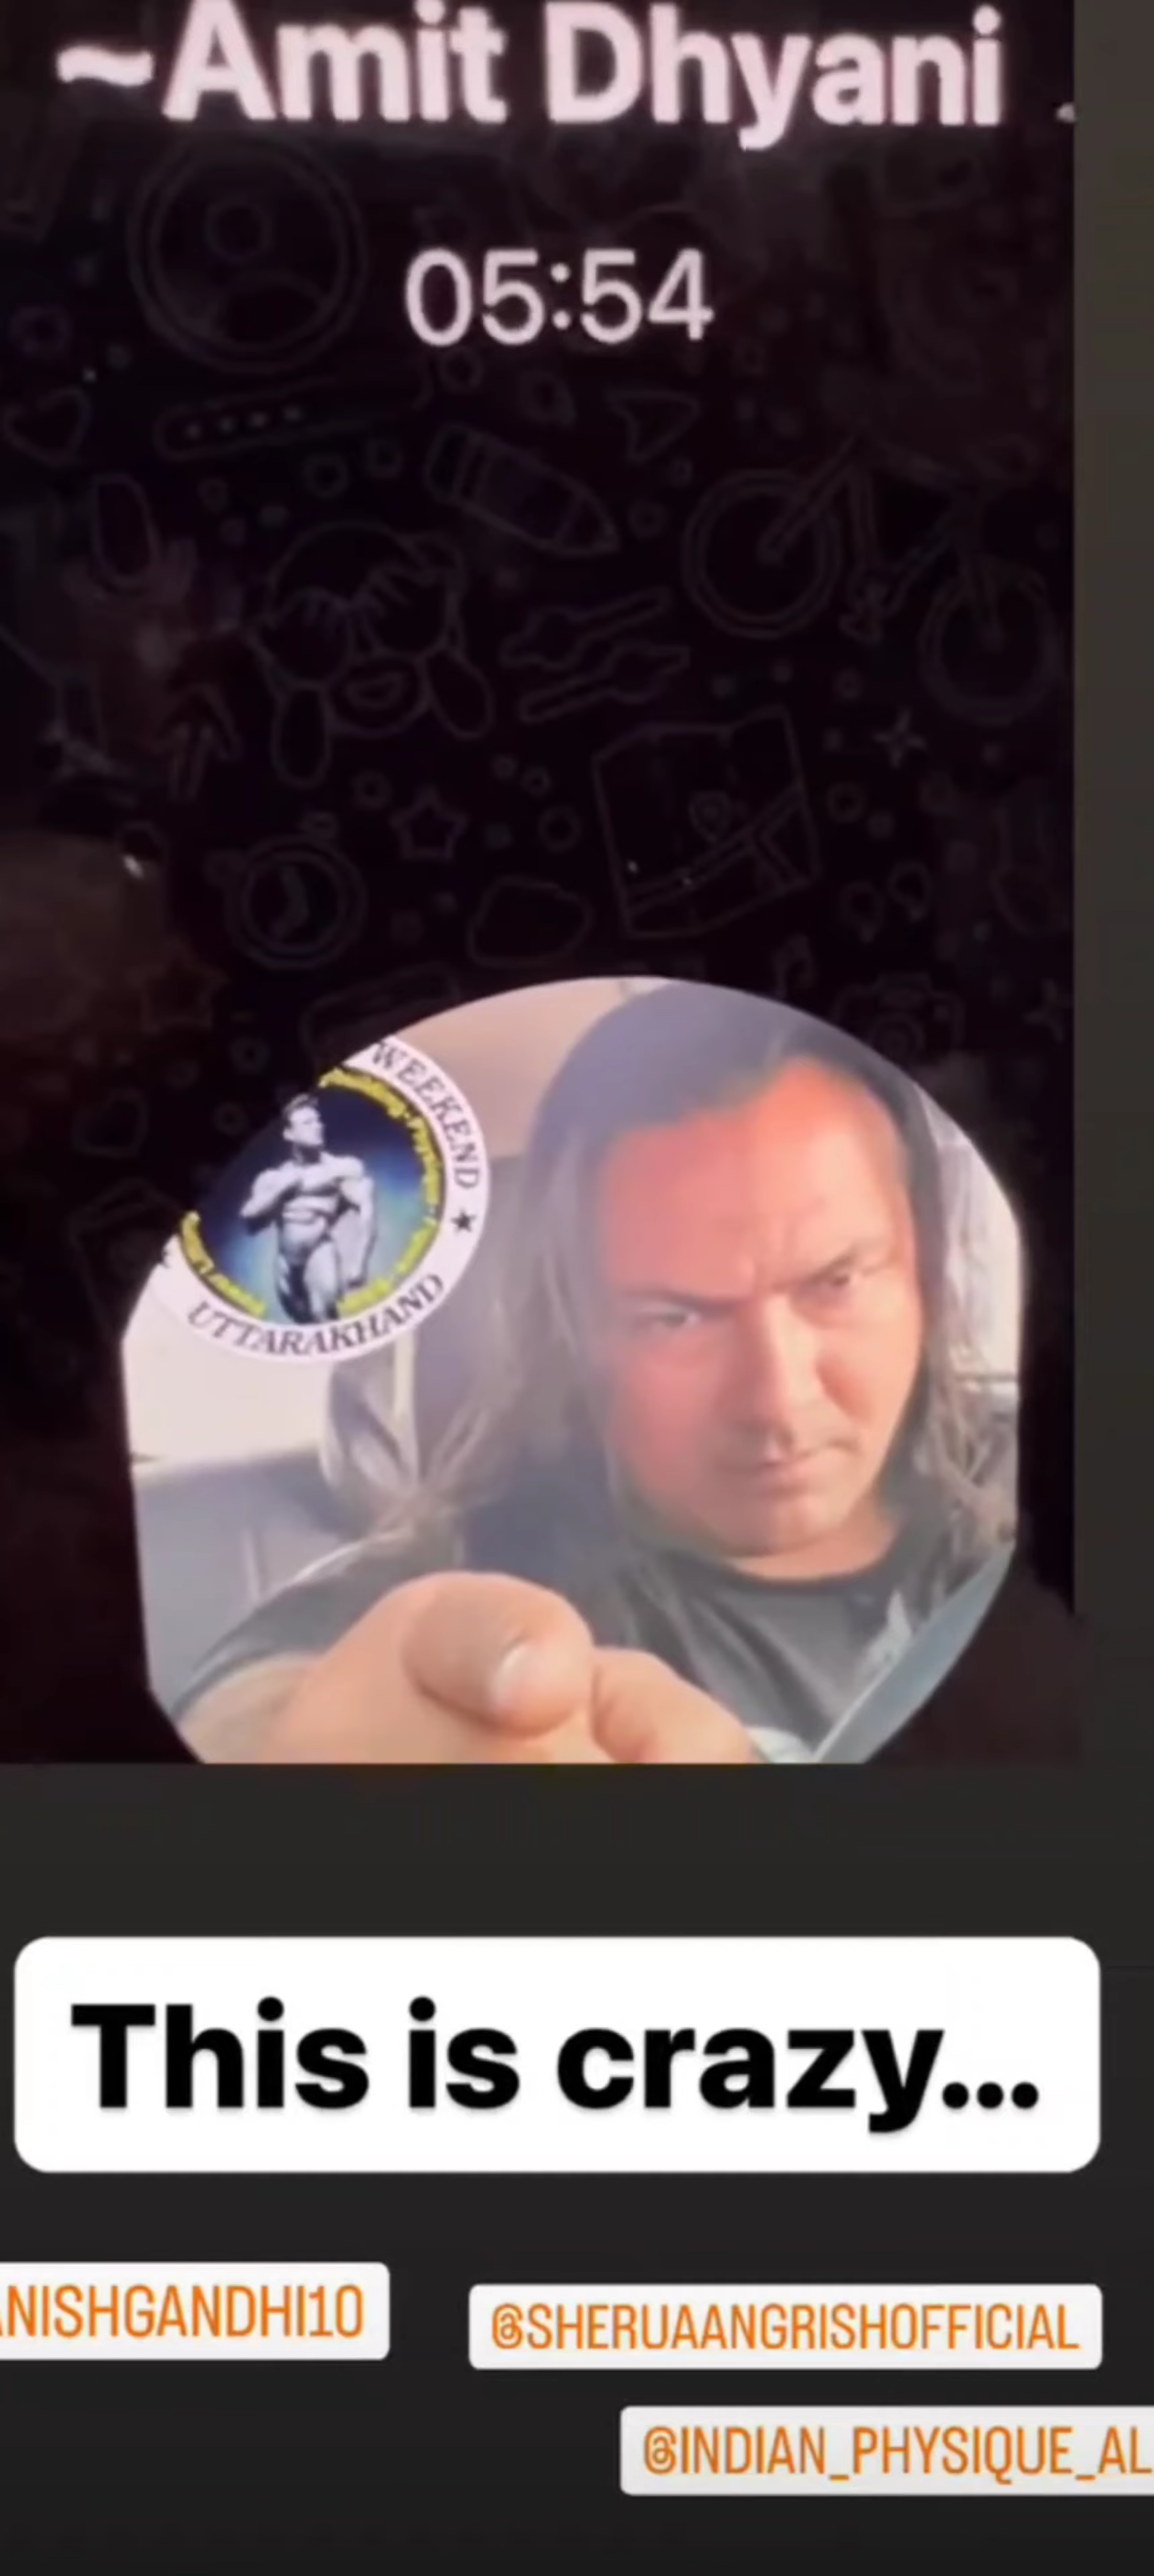 ~Amit Dhyani
05:54
WEEKEND ★
UTTARAKHAND
This is crazy...
ANISHGANDHI10
@SHERUAANGRISHOFFICIAL
@INDIAN_PHYSIQUE_AL